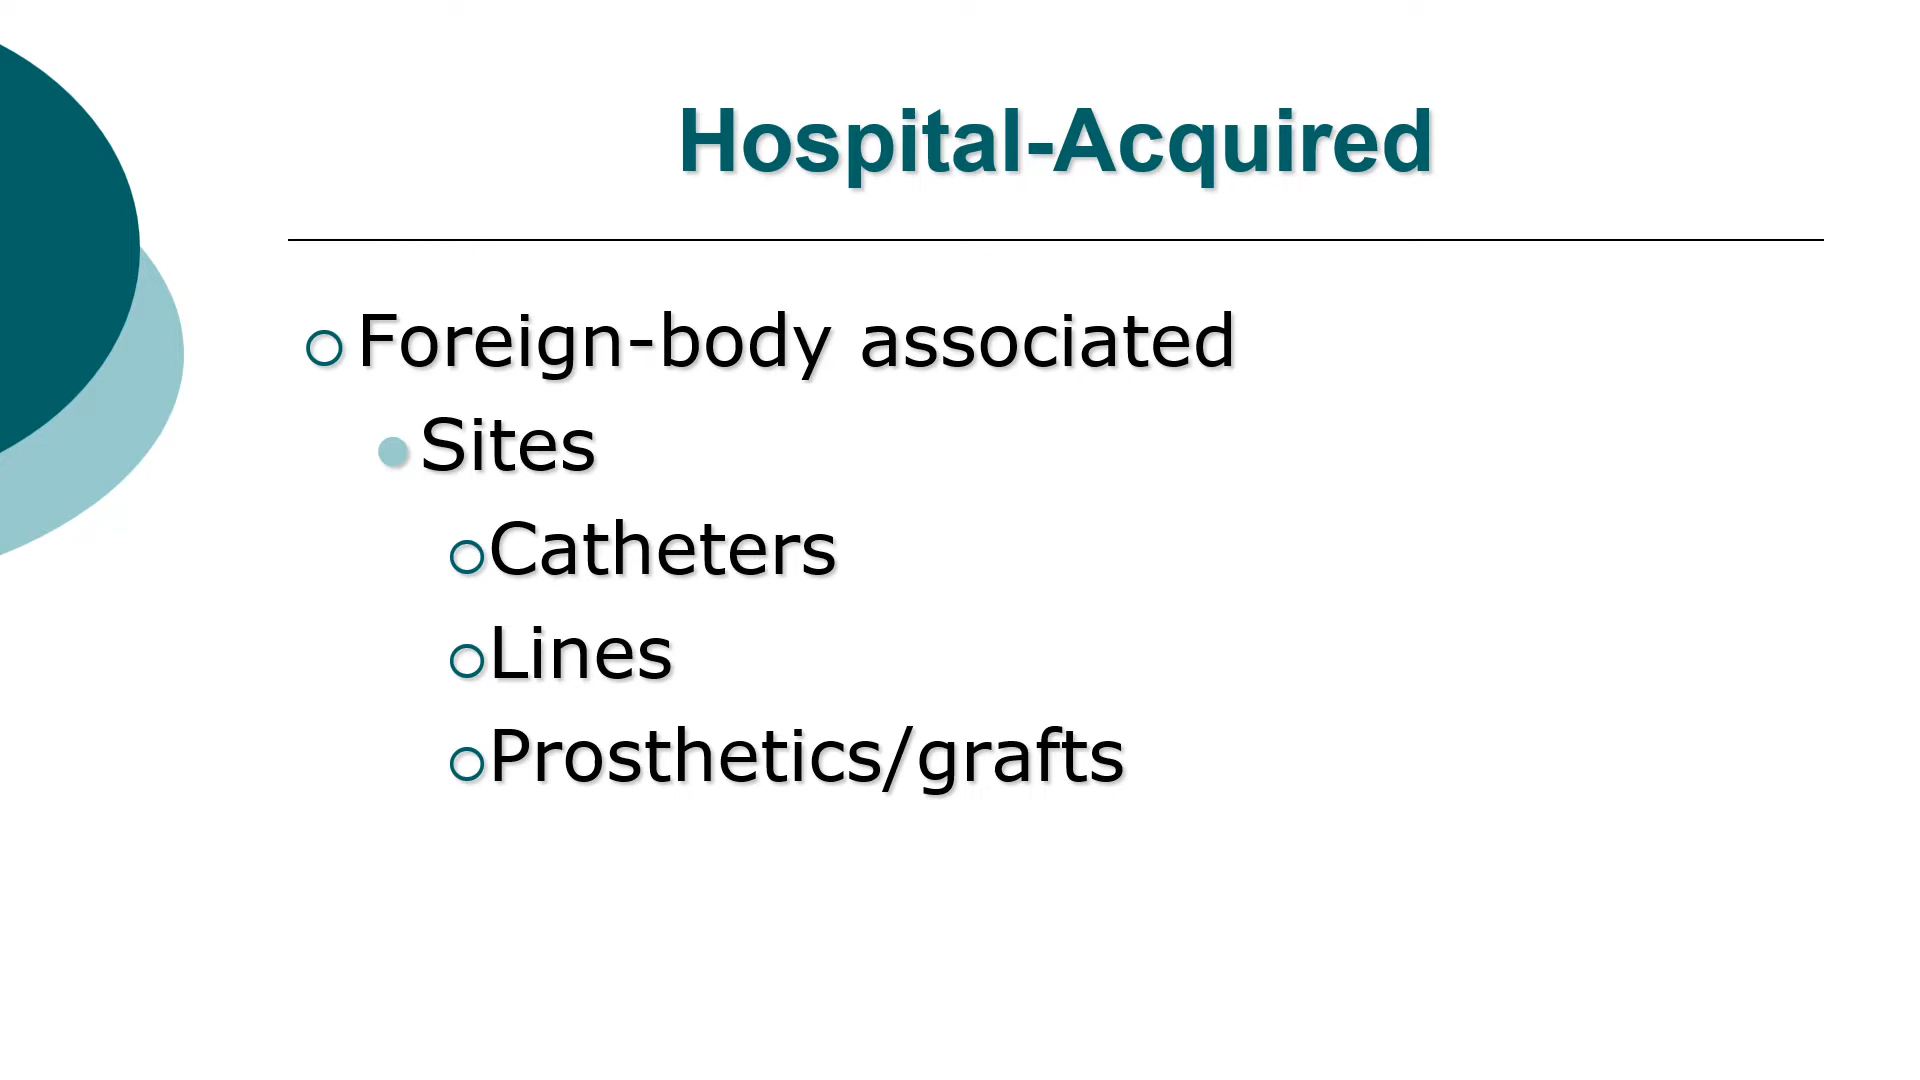 Hospital-Acquired
Foreign-body associated
Sites
Catheters
Lines
Prosthetics/grafts